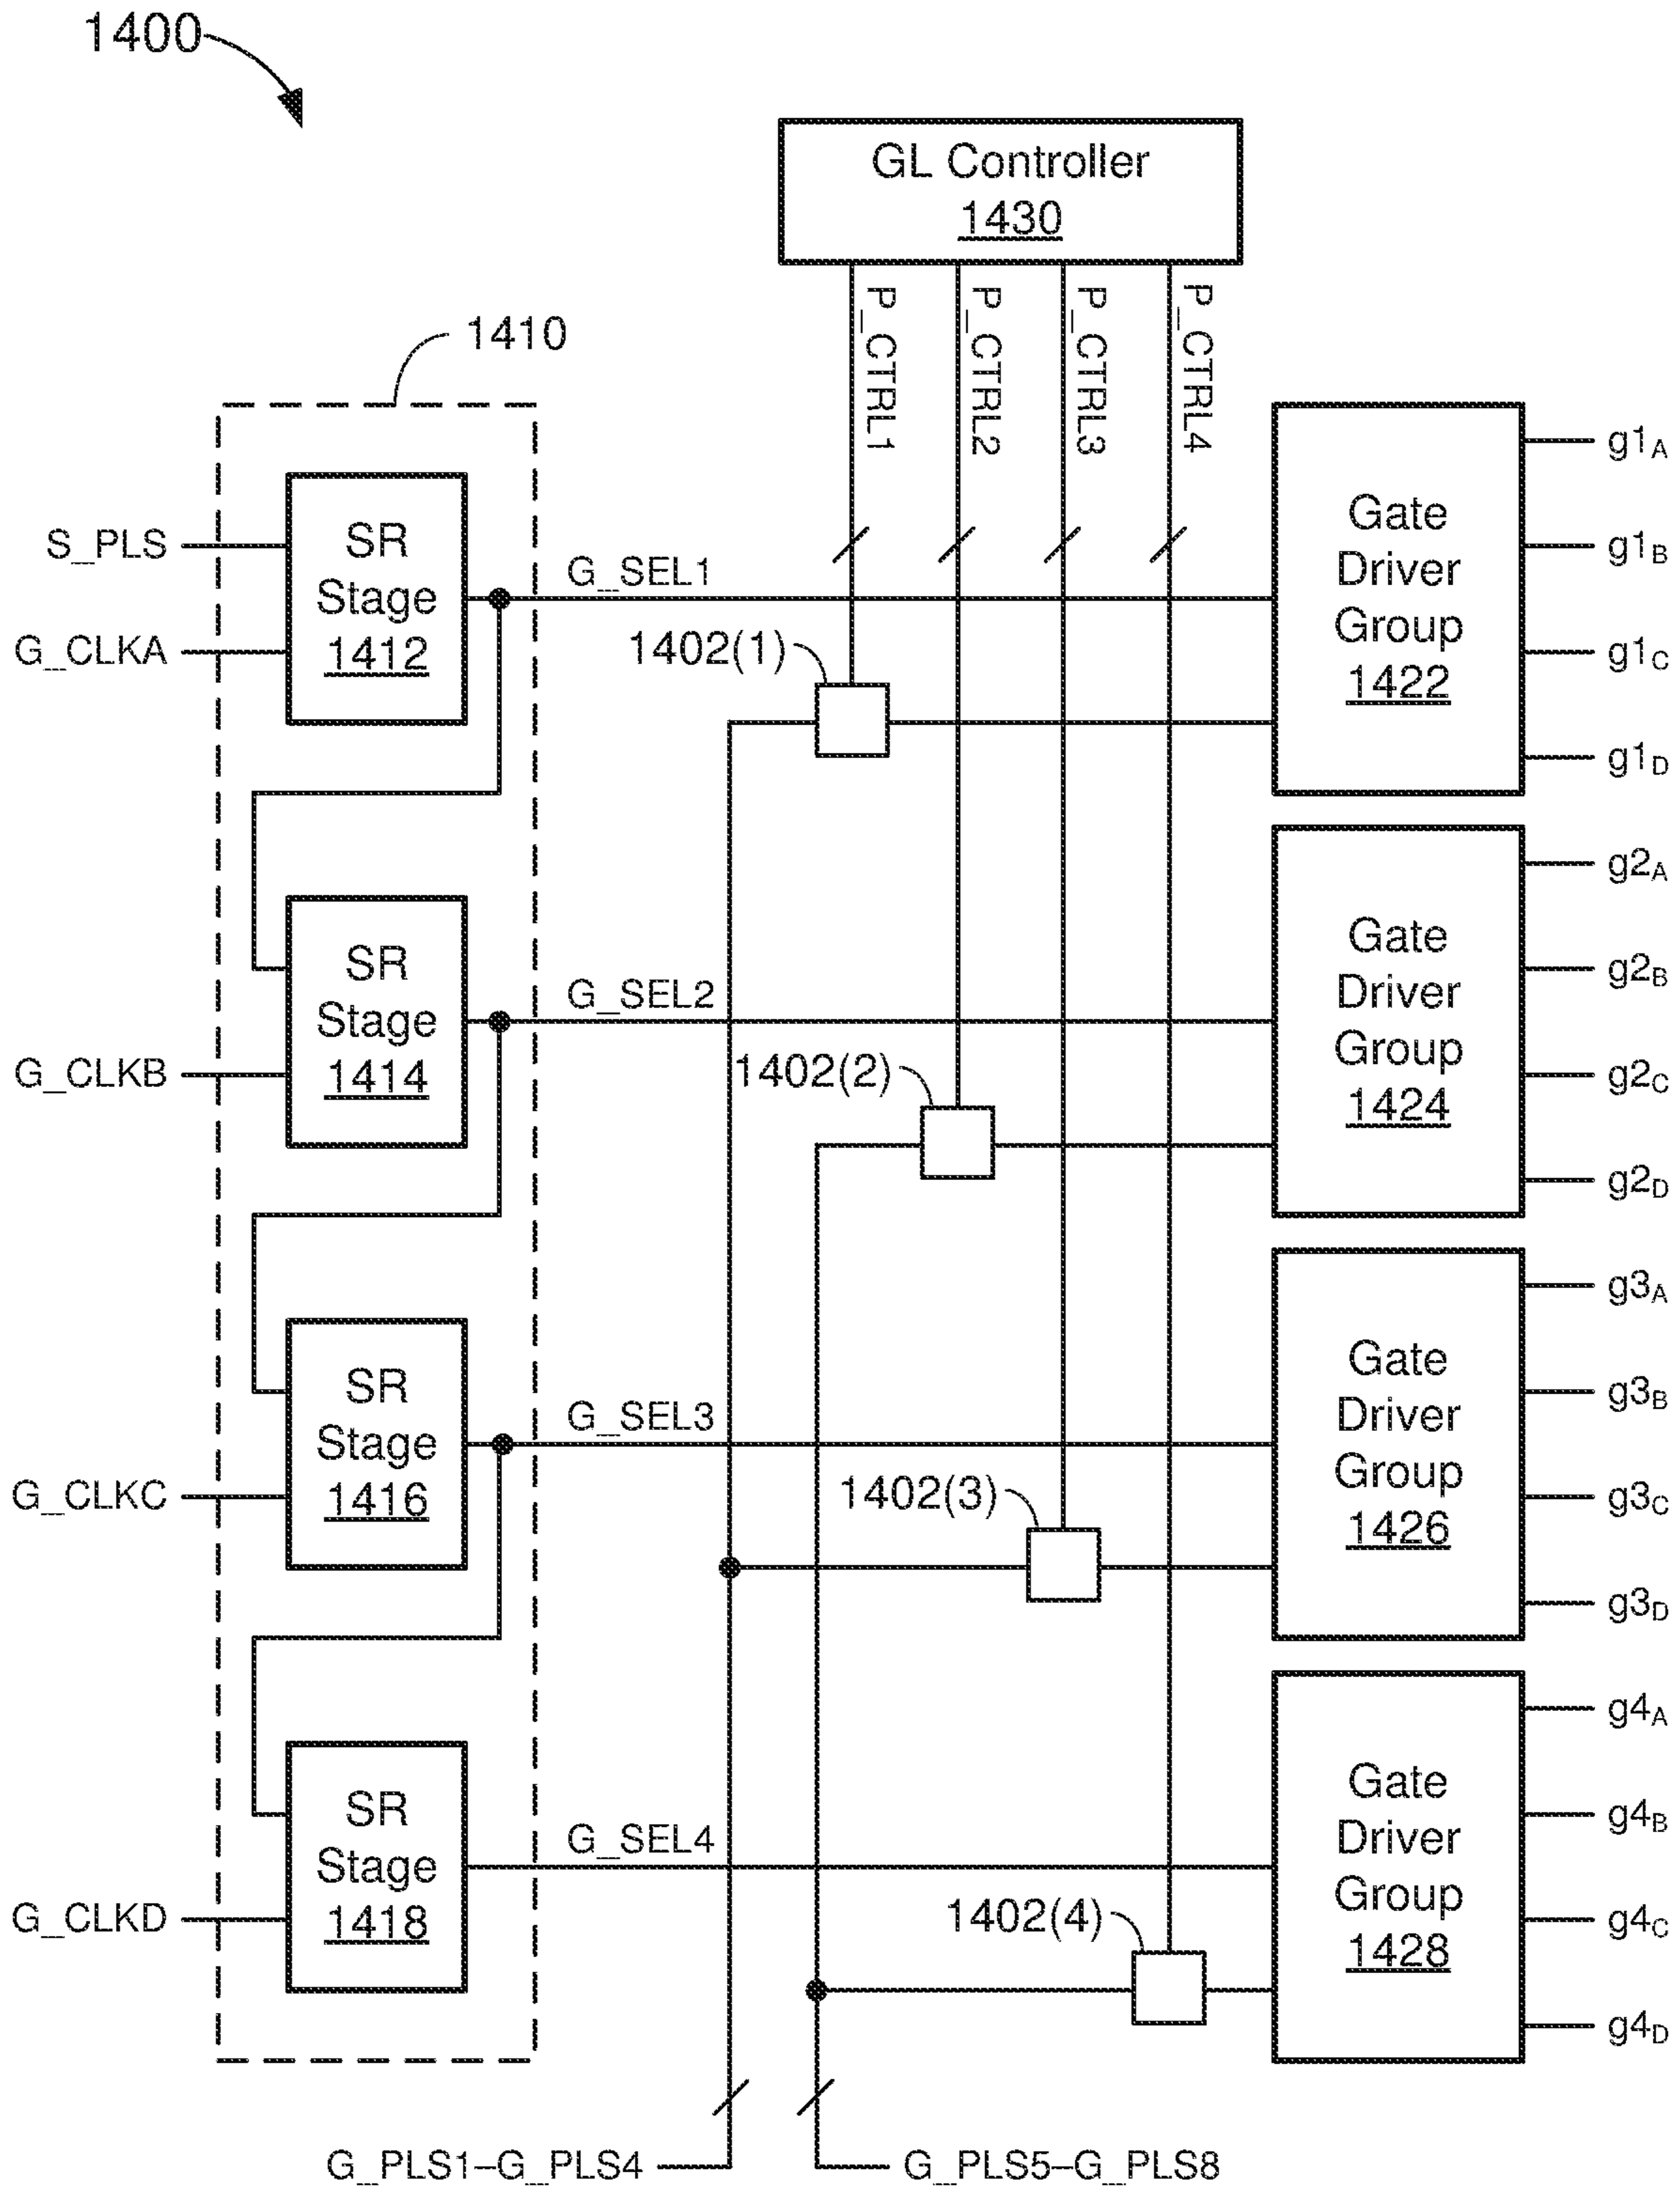 1400
GL Controller
1430
P_CTRL1
P_CTRL2
P_CTRL3
P_CTRL4
1410
S_PLS
G_CLKA
SR
Stage
1412
G_SEL1
1402(1)
Gate
Driver
Group
1422
g1A
g1B
g1C
g1D
G_CLKB
SR
Stage
1414
G_SEL2
1402(2)
Gate
Driver
Group
1424
g2A
g2B
g2C
g2D
G_CLKC
SR
Stage
1416
G_SEL3
1402(3)
Gate
Driver
Group
1426
g3A
g3B
g3C
g3D
G_CLKD
SR
Stage
1418
G_SEL4
1402(4)
Gate
Driver
Group
1428
g4A
g4B
g4C
g4D
G_PLS1–G_PLS4
G_PLS5–G_PLS8